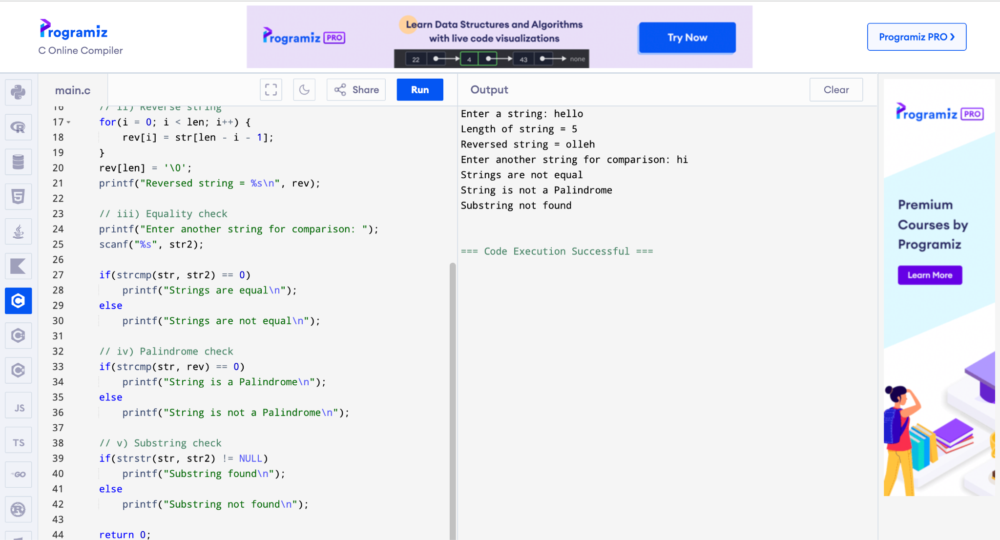 Programiz
C Online Compiler
Programiz PRO
Learn Data Structures and Algorithms
with live code visualizations
22 4 43 none
Try Now
Programiz PRO ❯
main.c
Share
Run
Output
Clear
16 // ii) Reverse string
17 for(i = 0; i < len; i++) {
18 rev[i] = str[len - i - 1];
19 }
20 rev[len] = '\0';
21 printf("Reversed string = %s\n", rev);
22
23 // iii) Equality check
24 printf("Enter another string for comparison: ");
25 scanf("%s", str2);
26
27 if(strcmp(str, str2) == 0)
28 printf("Strings are equal\n");
29 else
30 printf("Strings are not equal\n");
31
32 // iv) Palindrome check
33 if(strcmp(str, rev) == 0)
34 printf("String is a Palindrome\n");
35 else
36 printf("String is not a Palindrome\n");
37
38 // v) Substring check
39 if(strstr(str, str2) != NULL)
40 printf("Substring found\n");
41 else
42 printf("Substring not found\n");
43
44 return 0;
Enter a string: hello
Length of string = 5
Reversed string = olleh
Enter another string for comparison: hi
Strings are not equal
String is not a Palindrome
Substring not found
=== Code Execution Successful ===
Programiz PRO
Premium
Courses by
Programiz
Learn More
R
5
C
C
C
JS
TS
GO
R